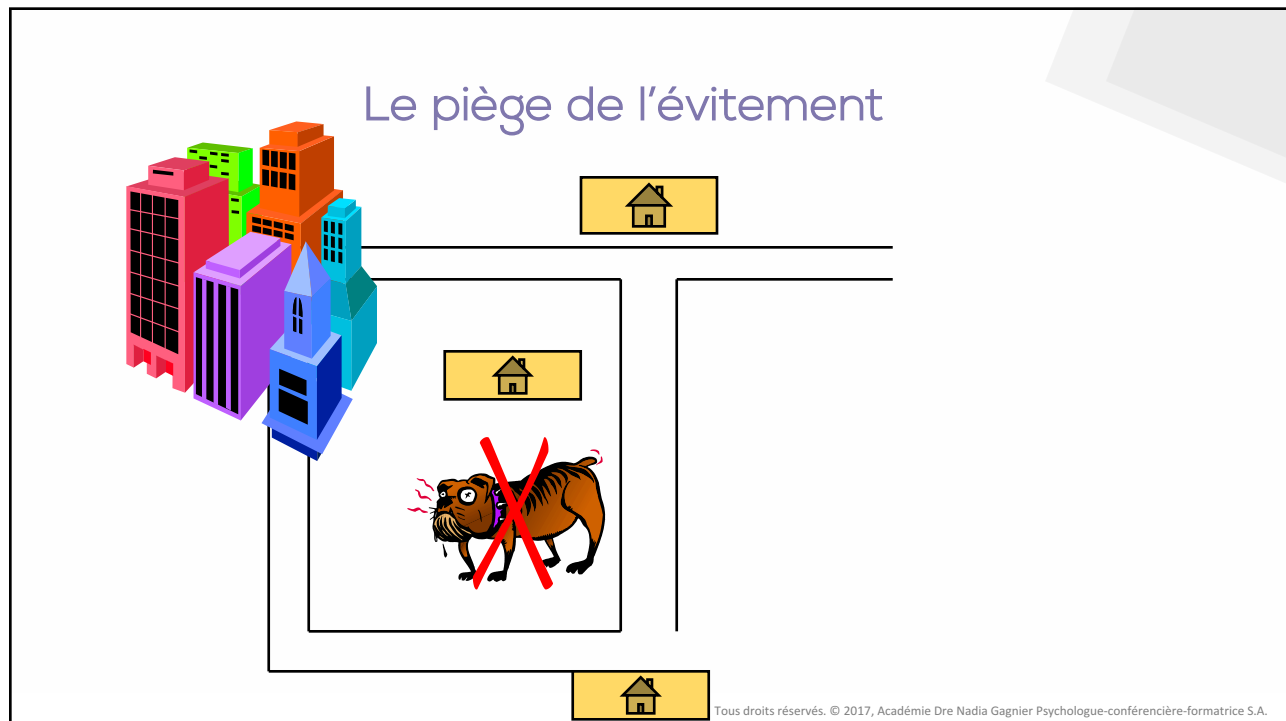 Le piège de l'évitement
Tous droits réservés. © 2017, Académie Dre Nadia Gagnier Psychologue-conférencière-formatrice S.A.